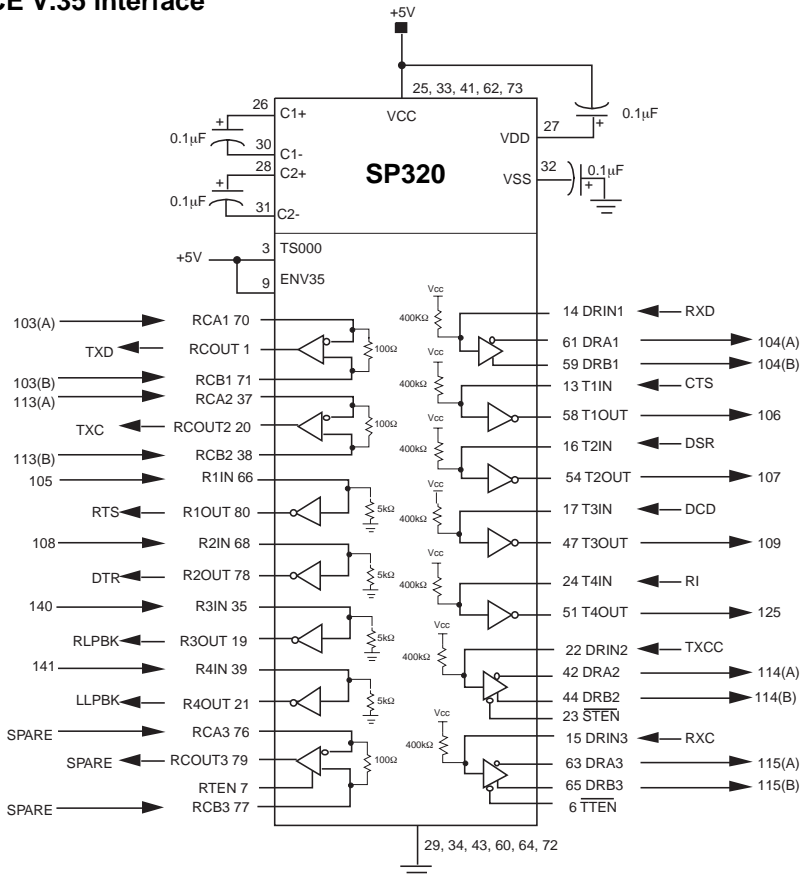 CE V.35 Interface
+5V
25, 33, 41, 62, 73
26 C1+
VCC
0.1µF
30 C1-
28 C2+
0.1µF
31 C2-
SP320
VDD 27
0.1µF
VSS 32
0.1µF
+5V
3 TS000
9 ENV35
103(A) RCA1 70
TXD RCOUT 1
100Ω
103(B) RCB1 71
113(A) RCA2 37
TXC RCOUT2 20
100Ω
113(B) RCB2 38
105 R1IN 66
RTS R1OUT 80
5kΩ
108 R2IN 68
DTR R2OUT 78
5kΩ
140 R3IN 35
RLPBK R3OUT 19
5kΩ
141 R4IN 39
LLPBK R4OUT 21
5kΩ
SPARE RCA3 76
SPARE RCOUT3 79
100Ω
RTEN 7
SPARE RCB3 77
Vcc
400KΩ
14 DRIN1 RXD
61 DRA1 104(A)
59 DRB1 104(B)
Vcc
400kΩ
13 T1IN CTS
58 T1OUT 106
Vcc
400kΩ
16 T2IN DSR
54 T2OUT 107
Vcc
400kΩ
17 T3IN DCD
47 T3OUT 109
Vcc
400kΩ
24 T4IN RI
51 T4OUT 125
Vcc
400kΩ
22 DRIN2 TXCC
42 DRA2 114(A)
44 DRB2 114(B)
23 STEN
Vcc
400kΩ
15 DRIN3 RXC
63 DRA3 115(A)
65 DRB3 115(B)
6 TTEN
29, 34, 43, 60, 64, 72